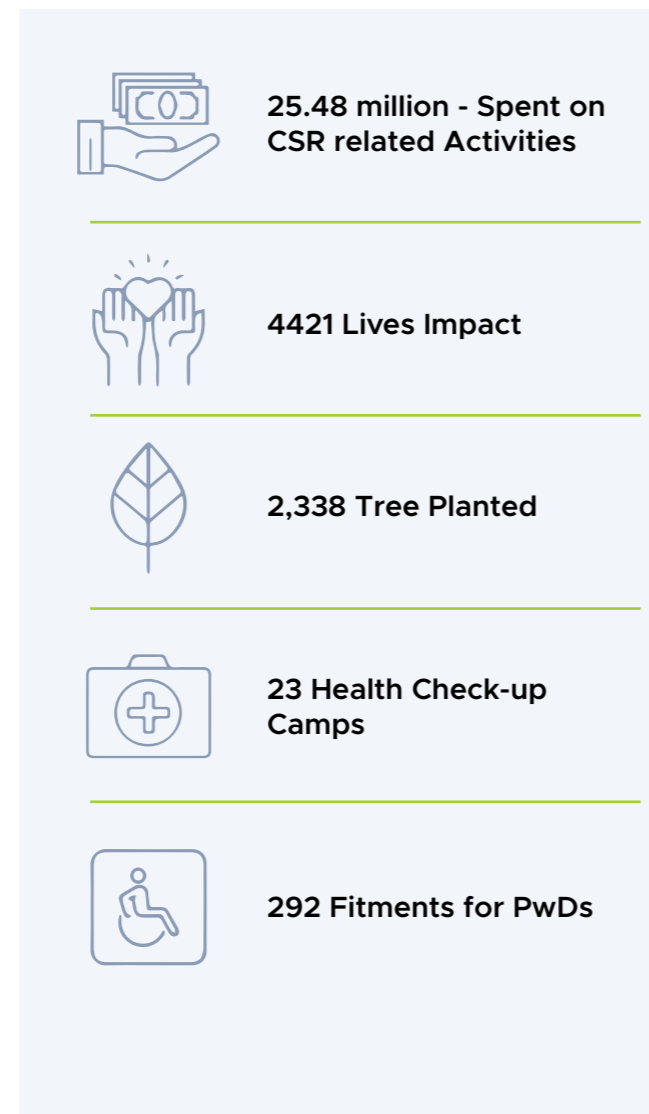 25.48 million - Spent on
CSR related Activities
4421 Lives Impact
2,338 Tree Planted
23 Health Check-up
Camps
292 Fitments for PwDs